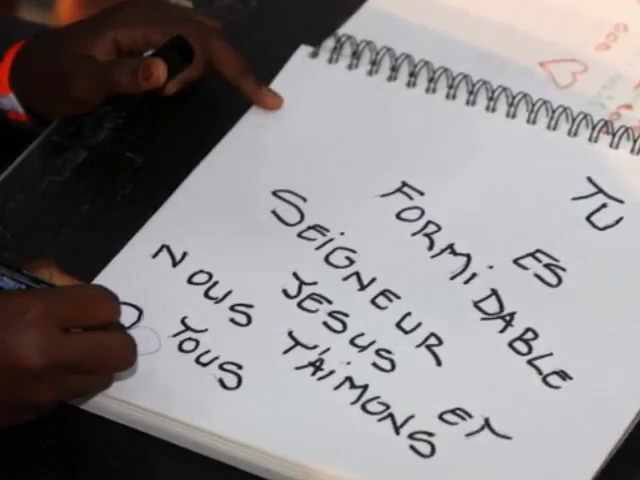 TU
ES
FORMiDABLE
SEiGNEUR
JESUS ET
NOUS T'AiMONS
TOUS